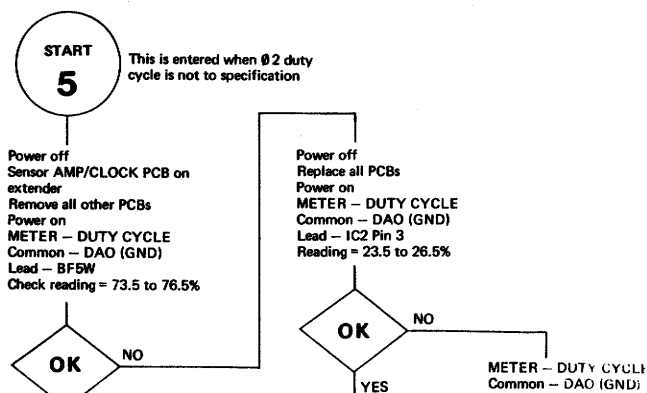 START
5
This is entered when Ø2 duty
cycle is not to specification
Power off
Sensor AMP/CLOCK PCB on
extender
Remove all other PCBs
Power on
METER – DUTY CYCLE
Common – DAO (GND)
Lead – BF5W
Check reading = 73.5 to 76.5%
OK
NO
Power off
Replace all PCBs
Power on
METER – DUTY CYCLE
Common – DAO (GND)
Lead – IC2 Pin 3
Reading = 23.5 to 26.5%
OK
NO
YES
METER – DUTY CYCLE
Common – DAO (GND)